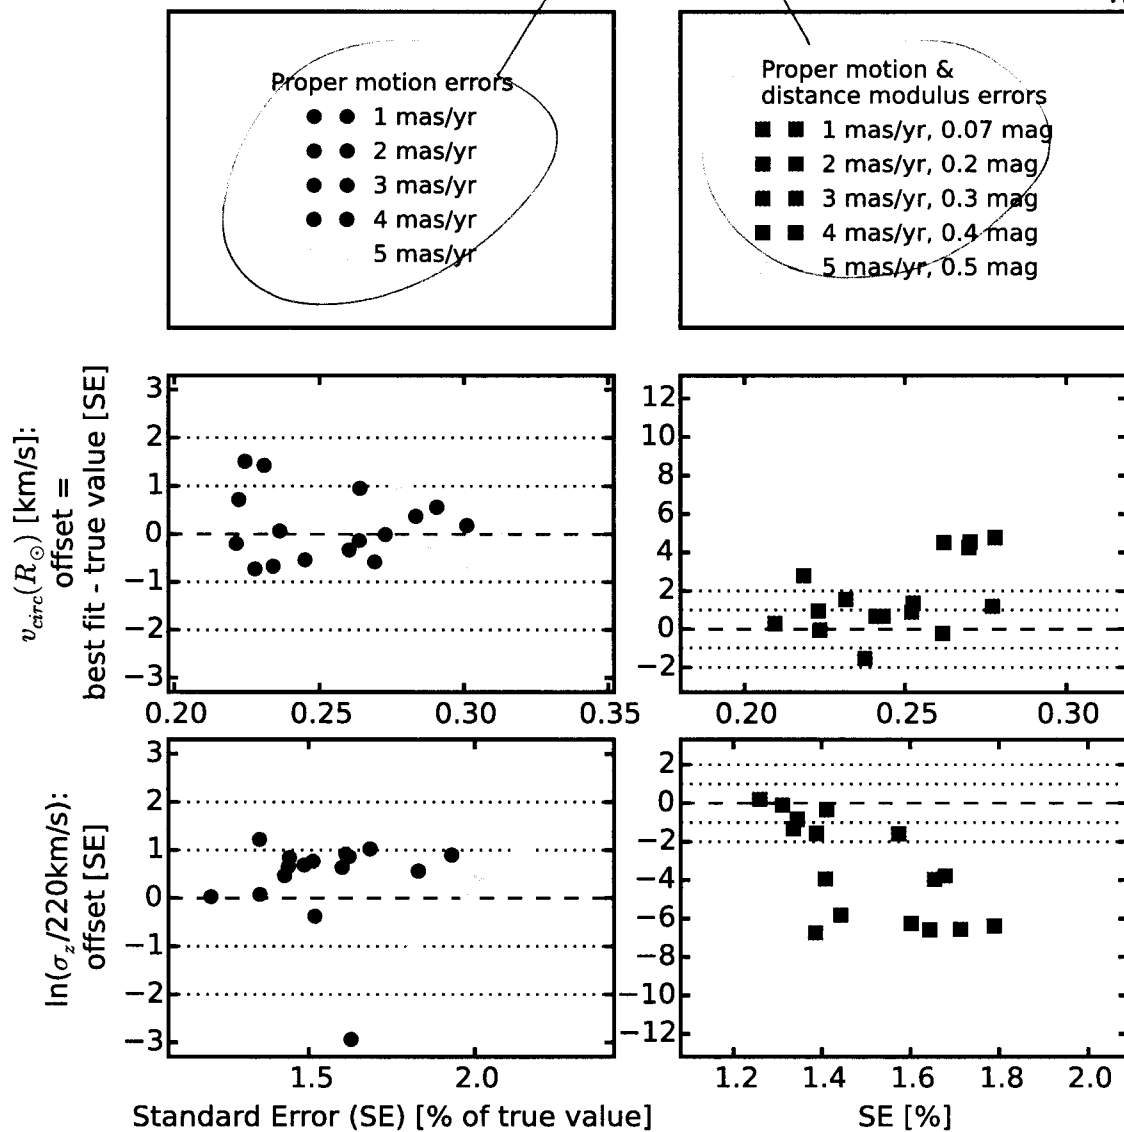 Proper motion errors
1 mas/yr
2 mas/yr
3 mas/yr
4 mas/yr
5 mas/yr
Proper motion &
distance modulus errors
1 mas/yr, 0.07 mag
2 mas/yr, 0.2 mag
3 mas/yr, 0.3 mag
4 mas/yr, 0.4 mag
5 mas/yr, 0.5 mag
v_circ(R_⊙) [km/s]:
offset =
best fit - true value [SE]
3
2
1
0
−1
−2
−3
0.20 0.25 0.30 0.35
12
10
8
6
4
2
0
−2
0.20 0.25 0.30
ln(σ_z/220km/s):
offset [SE]
3
2
1
0
−1
−2
−3
1.5 2.0
Standard Error (SE) [% of true value]
2
0
−2
−4
−6
−8
−10
−12
1.2 1.4 1.6 1.8 2.0
SE [%]